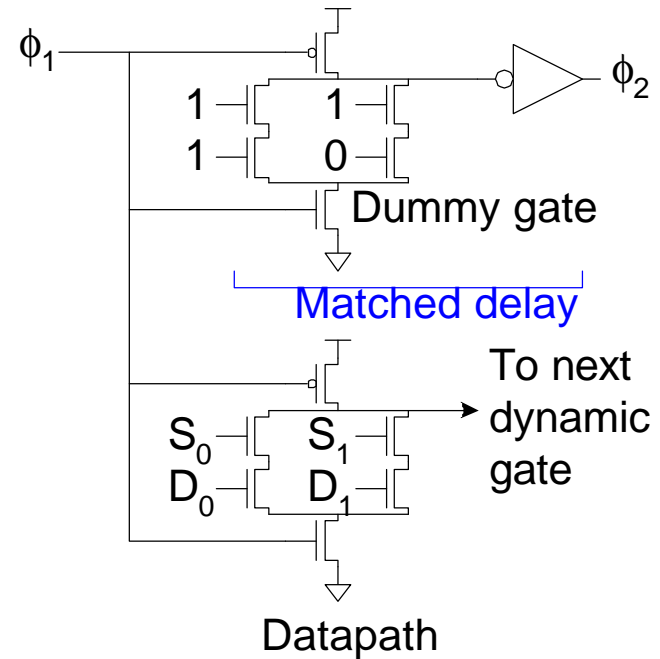 ϕ₁
ϕ₂
1 1
1 0
Dummy gate
Matched delay
To next
dynamic
gate
S₀ S₁
D₀ D₁
Datapath